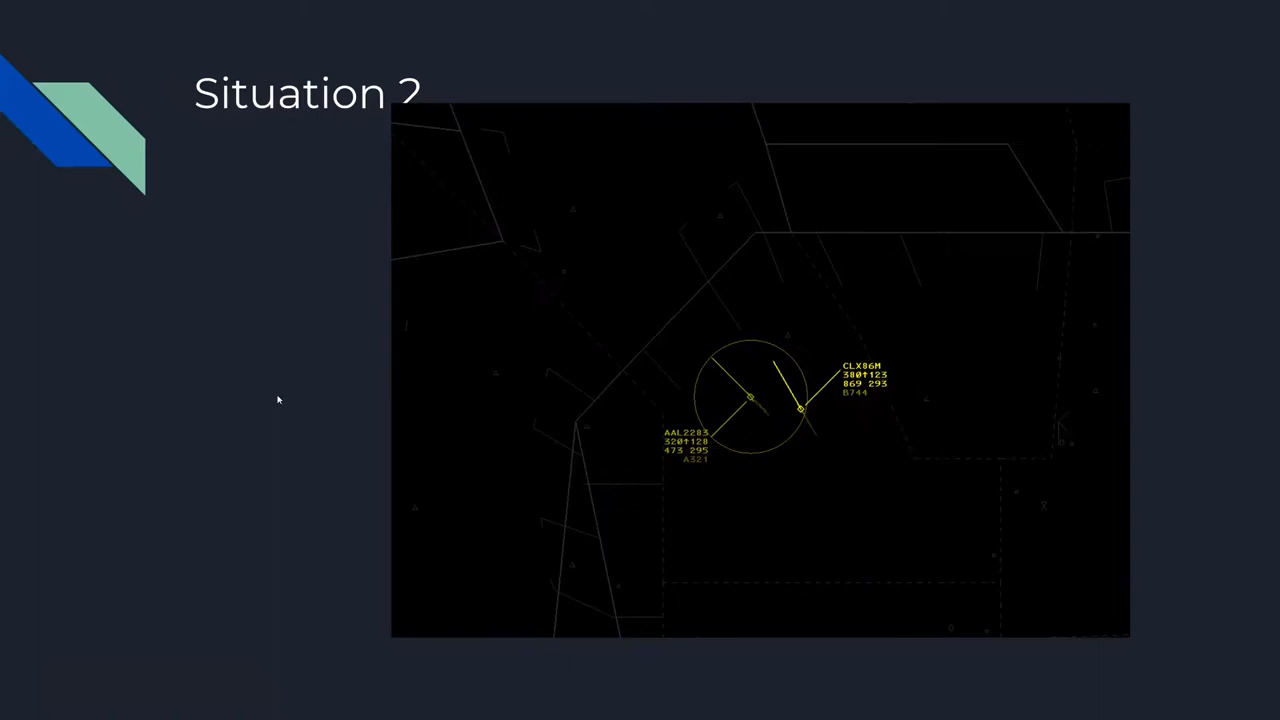 Situation 2
CLX86M
380↑123
869 293
B744
AAL2283
320↑128
473 295
A321